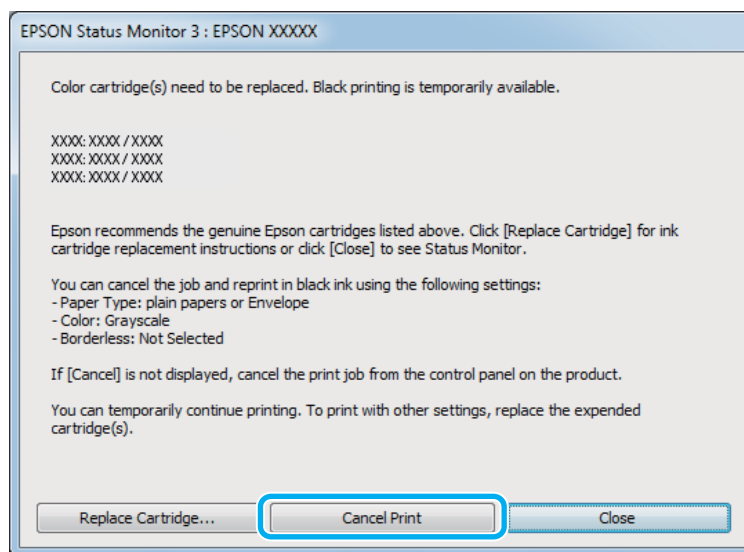 EPSON Status Monitor 3 : EPSON XXXXX
Color cartridge(s) need to be replaced. Black printing is temporarily available.
XXXX: XXXX / XXXX
XXXX: XXXX / XXXX
XXXX: XXXX / XXXX
Epson recommends the genuine Epson cartridges listed above. Click [Replace Cartridge] for ink
cartridge replacement instructions or click [Close] to see Status Monitor.
You can cancel the job and reprint in black ink using the following settings:
- Paper Type: plain papers or Envelope
- Color: Grayscale
- Borderless: Not Selected
If [Cancel] is not displayed, cancel the print job from the control panel on the product.
You can temporarily continue printing. To print with other settings, replace the expended
cartridge(s).
Replace Cartridge... Cancel Print Close